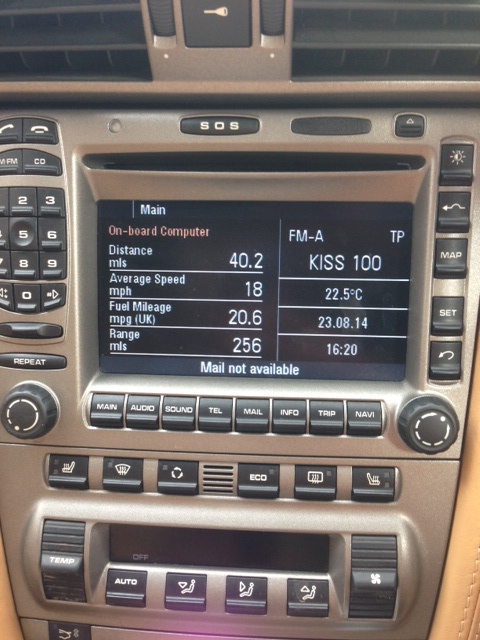 SOS
FM
CD
2 3
5 6
8 9
0
REPEAT
Main
On-board Computer
Distance
mls 40.2
Average Speed
mph 18
Fuel Mileage
mpg (UK) 20.6
Range
mls 256
FM-A TP
KISS 100
22.5°C
23.08.14
16:20
Mail not available
MAP
SET
MAIN AUDIO SOUND TEL MAIL INFO TRIP NAVI
ECO
OFF
TEMP
AUTO